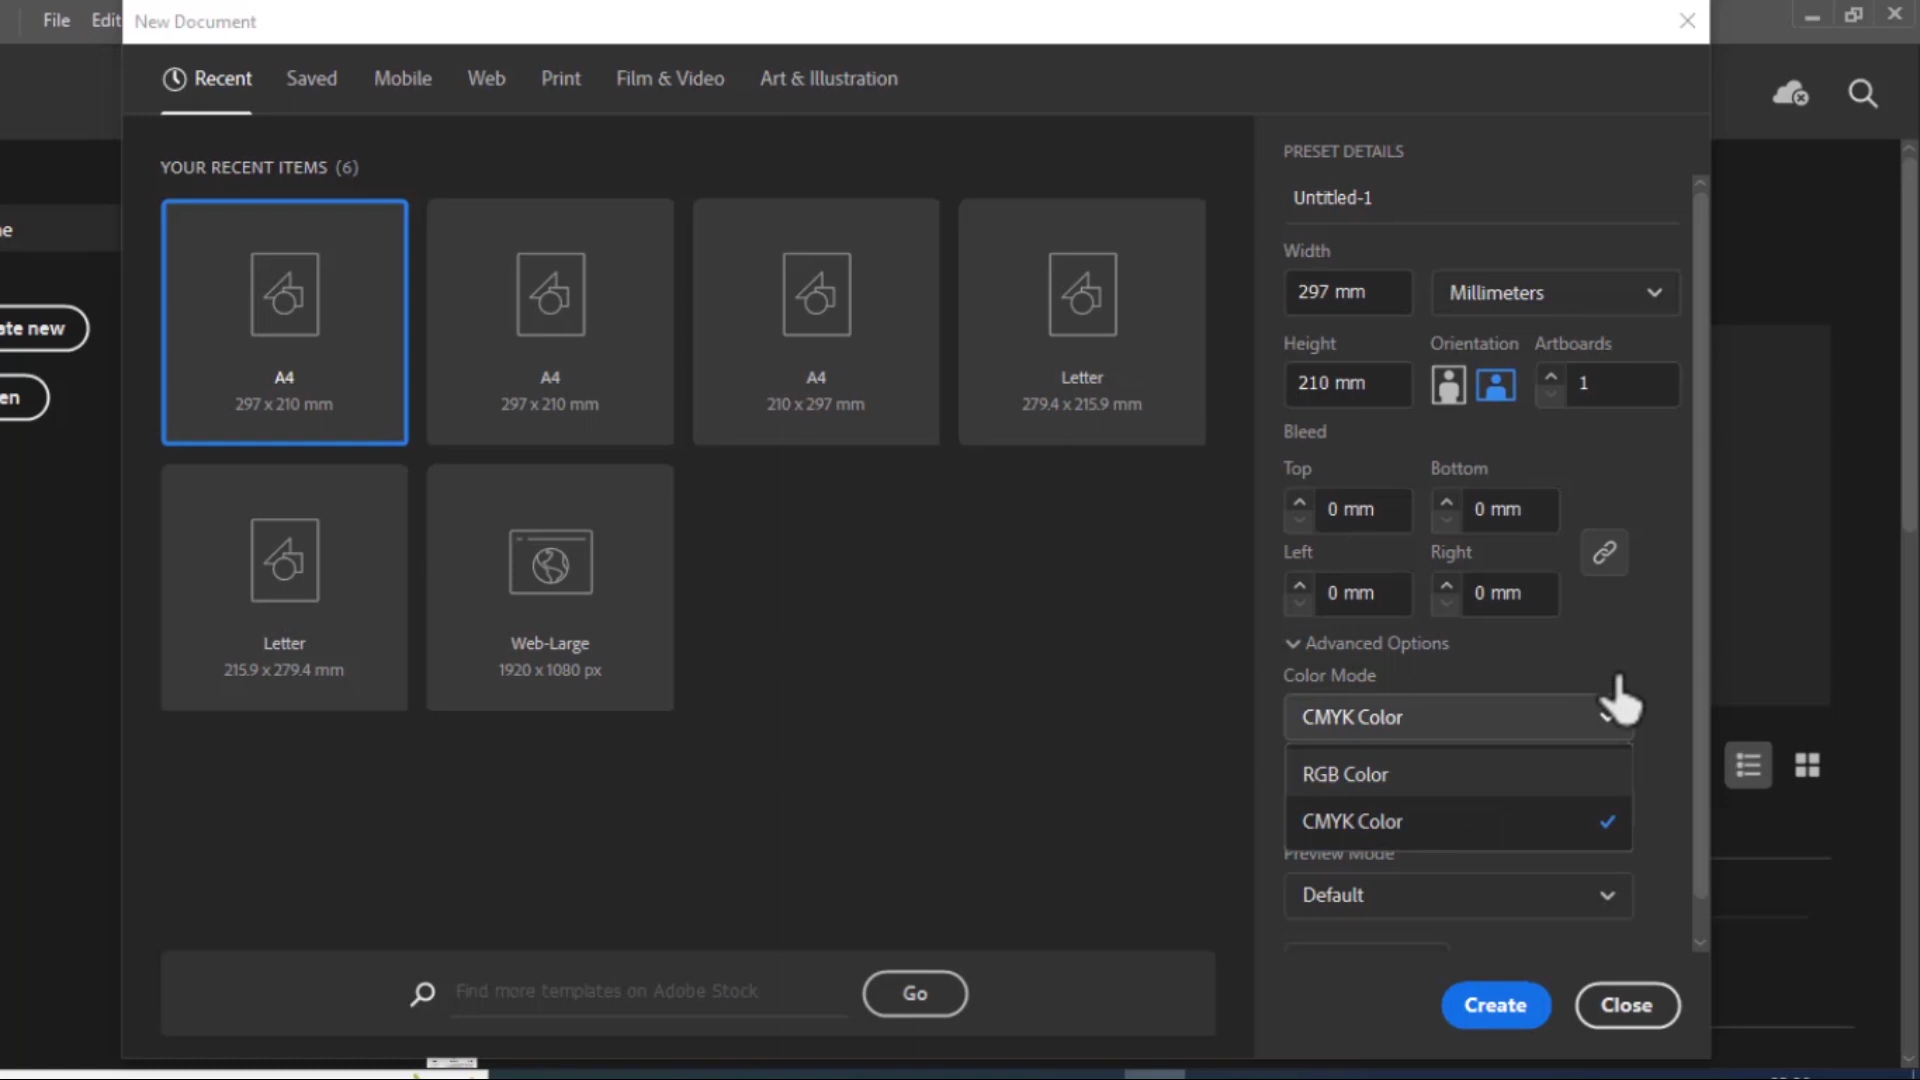 File Edit
New Document
Recent Saved Mobile Web Print Film & Video Art & Illustration
YOUR RECENT ITEMS (6)
A4
297 x 210 mm
A4
297 x 210 mm
A4
210 x 297 mm
Letter
279.4 x 215.9 mm
Letter
215.9 x 279.4 mm
Web-Large
1920 x 1080 px
Find more templates on Adobe Stock
Go
PRESET DETAILS
Untitled-1
Width
297 mm Millimeters
Height Orientation Artboards
210 mm 1
Bleed
Top Bottom
0 mm 0 mm
Left Right
0 mm 0 mm
Advanced Options
Color Mode
CMYK Color
RGB Color
CMYK Color
Preview Mode
Default
Create Close
ate new
en